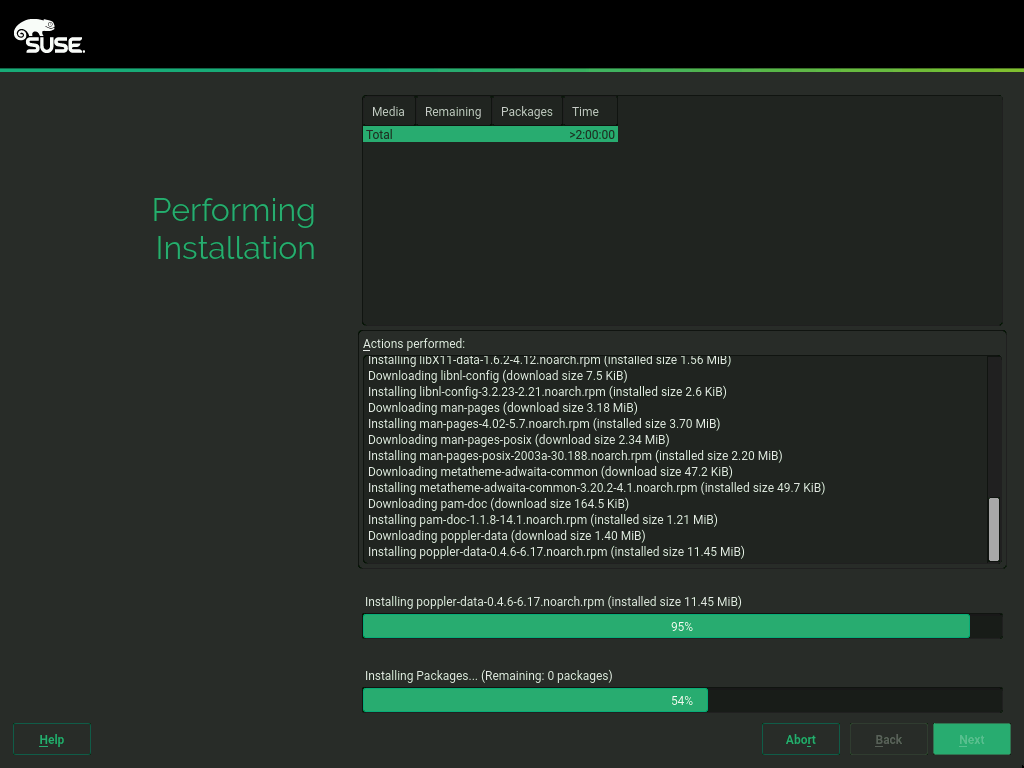 SUSE.
Media Remaining Packages Time
Total >2:00:00
Performing
Installation
Actions performed:
Installing libX11-data-1.6.2-4.12.noarch.rpm (installed size 1.56 MiB)
Downloading libnl-config (download size 7.5 KiB)
Installing libnl-config-3.2.23-2.21.noarch.rpm (installed size 2.6 KiB)
Downloading man-pages (download size 3.18 MiB)
Installing man-pages-4.02-5.7.noarch.rpm (installed size 3.70 MiB)
Downloading man-pages-posix (download size 2.34 MiB)
Installing man-pages-posix-2003a-30.188.noarch.rpm (installed size 2.20 MiB)
Downloading metatheme-adwaita-common (download size 47.2 KiB)
Installing metatheme-adwaita-common-3.20.2-4.1.noarch.rpm (installed size 49.7 KiB)
Downloading pam-doc (download size 164.5 KiB)
Installing pam-doc-1.1.8-14.1.noarch.rpm (installed size 1.21 MiB)
Downloading poppler-data (download size 1.40 MiB)
Installing poppler-data-0.4.6-6.17.noarch.rpm (installed size 11.45 MiB)
Installing poppler-data-0.4.6-6.17.noarch.rpm (installed size 11.45 MiB)
95%
Installing Packages... (Remaining: 0 packages)
54%
Help Abort Back Next